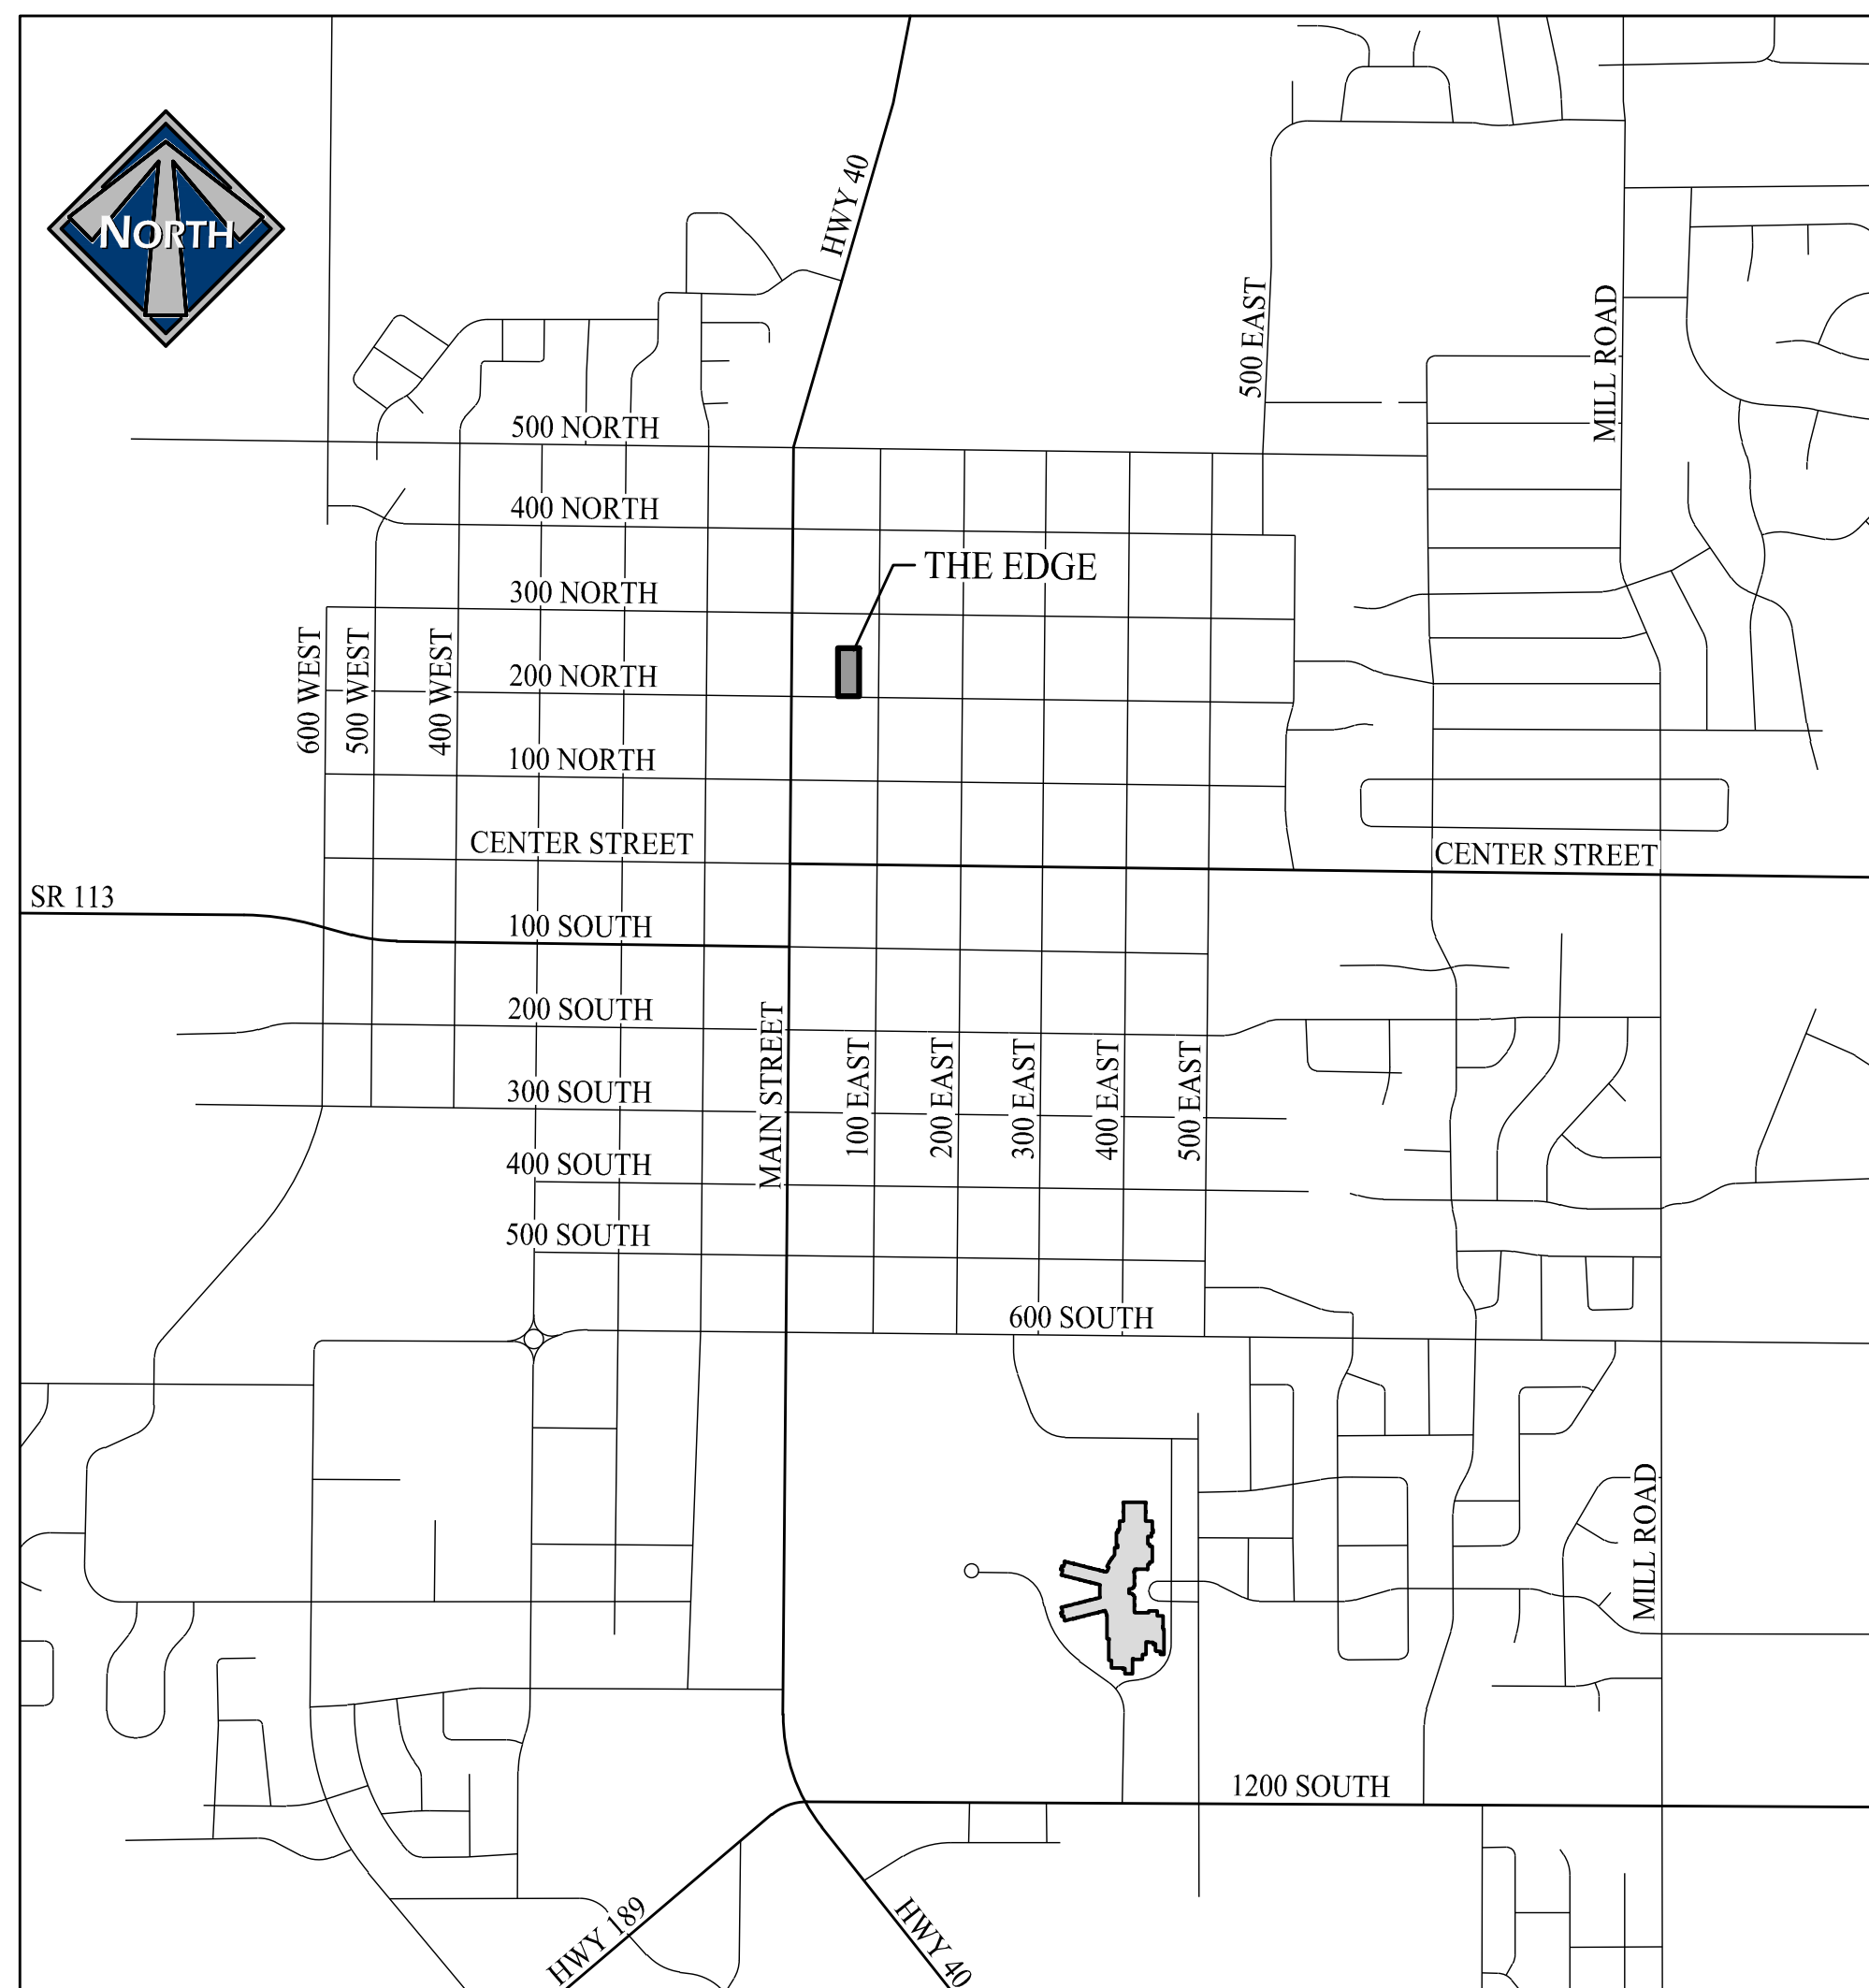 HWY 40
NORTH
500 EAST
MILL ROAD
500 NORTH
400 NORTH
THE EDGE
300 NORTH
600 WEST
500 WEST
400 WEST
200 NORTH
100 NORTH
CENTER STREET
CENTER STREET
SR 113
100 SOUTH
200 SOUTH
MAIN STREET
100 EAST
200 EAST
300 EAST
400 EAST
500 EAST
300 SOUTH
400 SOUTH
500 SOUTH
600 SOUTH
MILL ROAD
1200 SOUTH
HWY 189
HWY 40